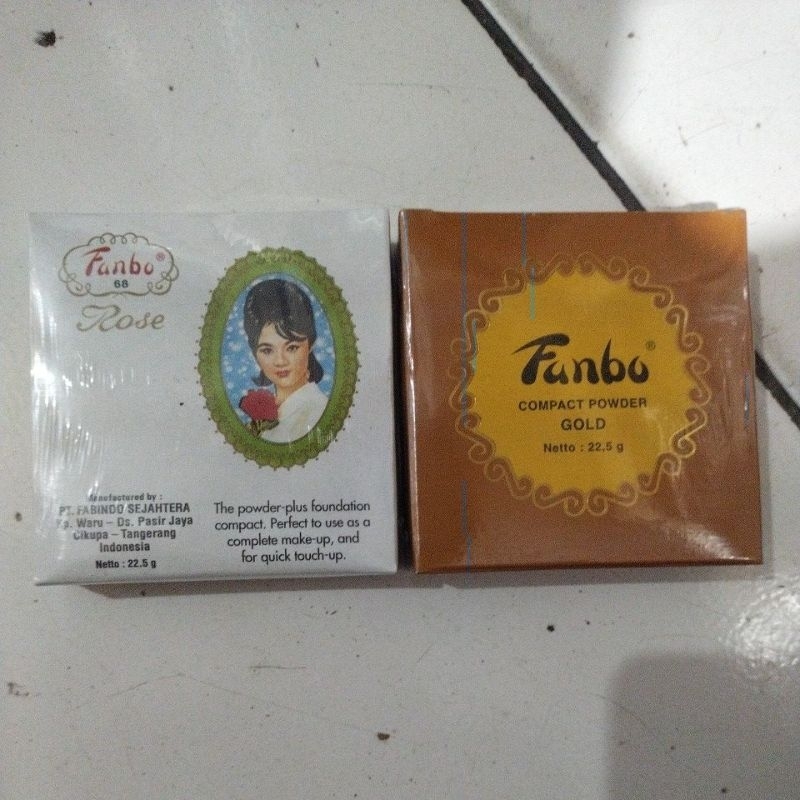 Fanbo®
68
Rose
Manufactured by :
PT. FABINDO SEJAHTERA
Kp. Waru – Ds. Pasir Jaya
Cikupa – Tangerang
Indonesia
Netto : 22.5 g
The powder-plus foundation
compact. Perfect to use as a
complete make-up, and
for quick touch-up.
Fanbo®
COMPACT POWDER
GOLD
Netto : 22,5 g